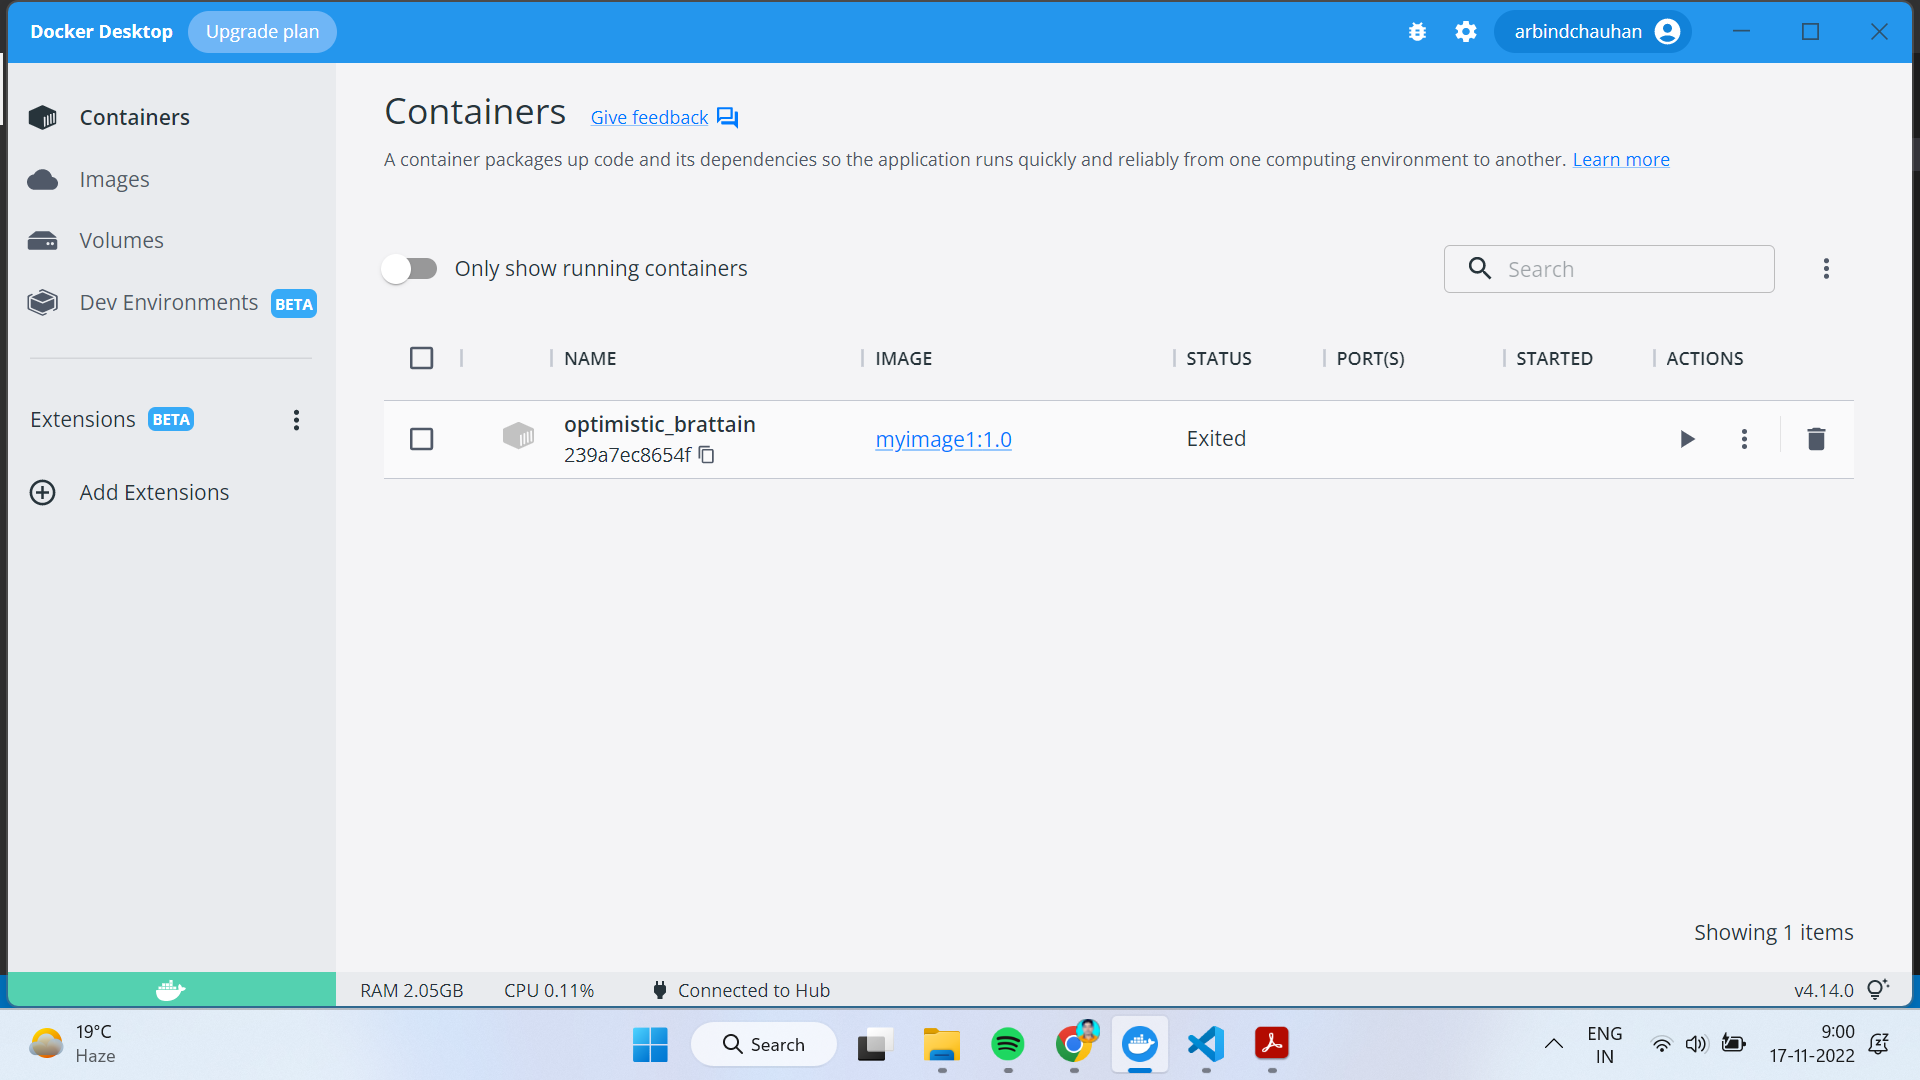 Docker Desktop Upgrade plan arbindchauhan
Containers
Images
Volumes
Dev Environments BETA
Extensions BETA
Add Extensions
Containers Give feedback
A container packages up code and its dependencies so the application runs quickly and reliably from one computing environment to another. Learn more
Only show running containers Search
NAME IMAGE STATUS PORT(S) STARTED ACTIONS
optimistic_brattain myimage1:1.0 Exited
239a7ec8654f
Showing 1 items
RAM 2.05GB CPU 0.11% Connected to Hub v4.14.0
19°C
Haze
Search
ENG
IN
9:00
17-11-2022